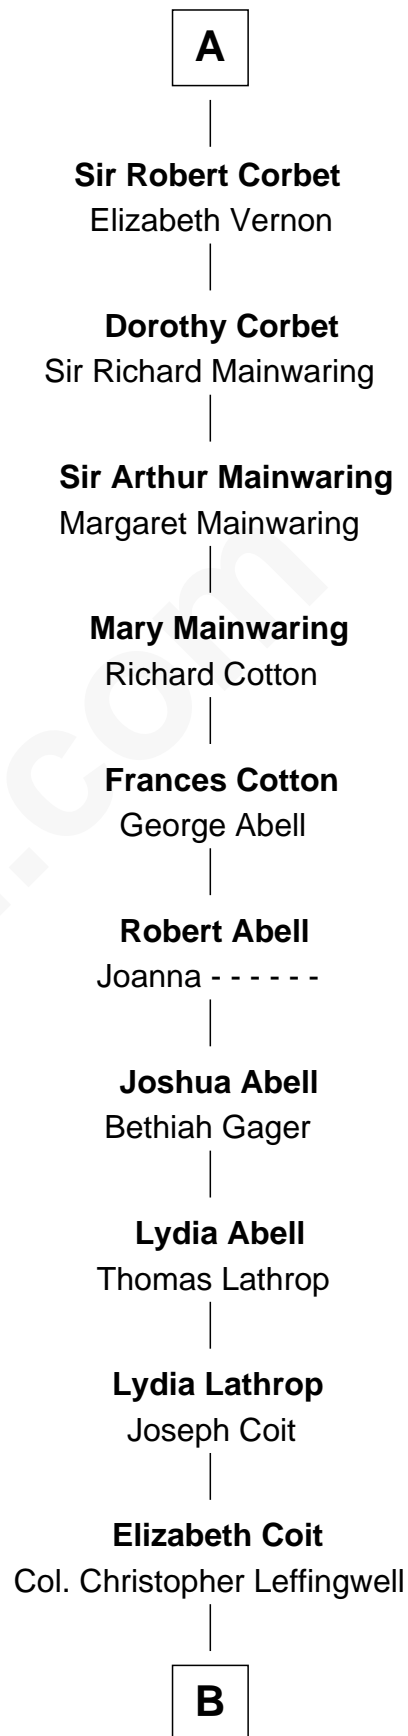 A
Sir Robert Corbet
Elizabeth Vernon
Dorothy Corbet
Sir Richard Mainwaring
Sir Arthur Mainwaring
Margaret Mainwaring
Mary Mainwaring
Richard Cotton
Frances Cotton
George Abell
Robert Abell
Joanna - - - - - -
Joshua Abell
Bethiah Gager
Lydia Abell
Thomas Lathrop
Lydia Lathrop
Joseph Coit
Elizabeth Coit
Col. Christopher Leffingwell
B